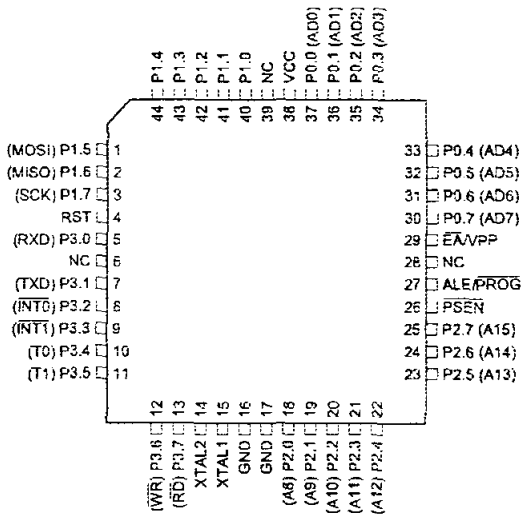 P1.4
P1.3
P1.2
P1.1
P1.0
NC
VCC
P0.0 (AD0)
P0.1 (AD1)
P0.2 (AD2)
P0.3 (AD3)
44
43
42
41
40
39
38
37
36
35
34
(MOSI) P1.5 1
(MISO) P1.6 2
(SCK) P1.7 3
RST 4
(RXD) P3.0 5
NC 6
(TXD) P3.1 7
(INT0) P3.2 8
(INT1) P3.3 9
(T0) P3.4 10
(T1) P3.5 11
33 P0.4 (AD4)
32 P0.5 (AD5)
31 P0.6 (AD6)
30 P0.7 (AD7)
29 EA/VPP
28 NC
27 ALE/PROG
26 PSEN
25 P2.7 (A15)
24 P2.6 (A14)
23 P2.5 (A13)
12
13
14
15
16
17
18
19
20
21
22
(WR) P3.6
(RD) P3.7
XTAL2
XTAL1
GND
GND
(A8) P2.0
(A9) P2.1
(A10) P2.2
(A11) P2.3
(A12) P2.4